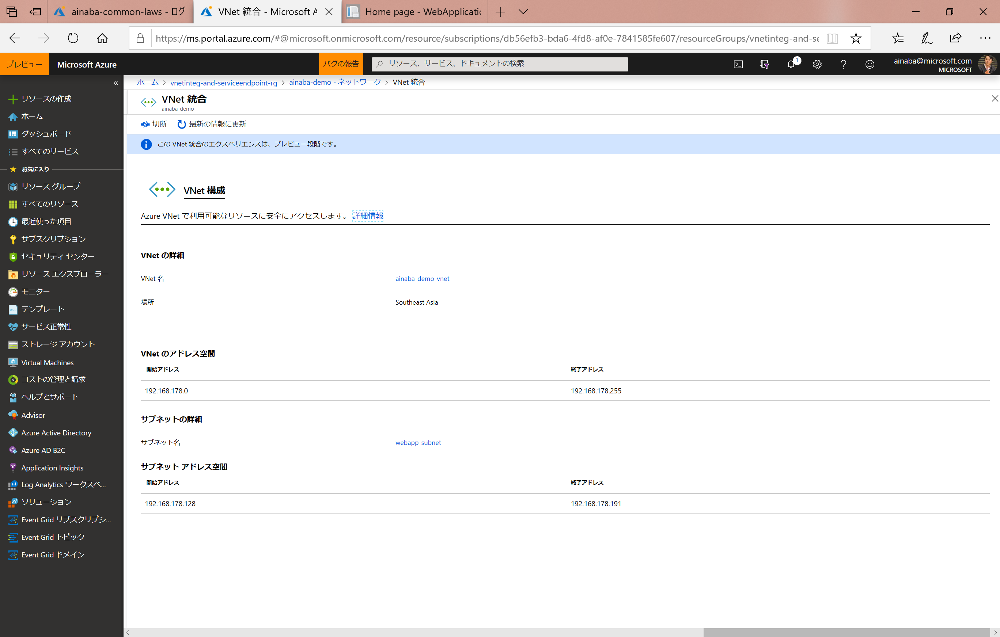 ainaba-common-laws - ログ
VNet 統合 - Microsoft A
Home page - WebApplicatio
https://ms.portal.azure.com/#@microsoft.onmicrosoft.com/resource/subscriptions/db56efb3-bda6-4fd8-af0e-7841585fe607/resourceGroups/vnetinteg-and-se
プレビュー
Microsoft Azure
バグの報告
リソース、サービス、ドキュメントの検索
1
ainaba@microsoft.com
MICROSOFT
ホーム > vnetinteg-and-serviceendpoint-rg > ainaba-demo - ネットワーク > VNet 統合
リソースの作成
ホーム
ダッシュボード
すべてのサービス
お気に入り
リソース グループ
すべてのリソース
最近使った項目
サブスクリプション
セキュリティ センター
リソース エクスプローラー
モニター
テンプレート
サービス正常性
ストレージ アカウント
Virtual Machines
コストの管理と請求
ヘルプとサポート
Advisor
Azure Active Directory
Azure AD B2C
Application Insights
Log Analytics ワークスペ...
ソリューション
Event Grid サブスクリプシ...
Event Grid トピック
Event Grid ドメイン
VNet 統合
ainaba-demo
切断
最新の情報に更新
この VNet 統合のエクスペリエンスは、プレビュー段階です。
VNet 構成
Azure VNet で利用可能なリソースに安全にアクセスします。 詳細情報
VNet の詳細
VNet 名
ainaba-demo-vnet
場所
Southeast Asia
VNet のアドレス空間
開始アドレス
終了アドレス
192.168.178.0
192.168.178.255
サブネットの詳細
サブネット名
webapp-subnet
サブネット アドレス空間
開始アドレス
終了アドレス
192.168.178.128
192.168.178.191